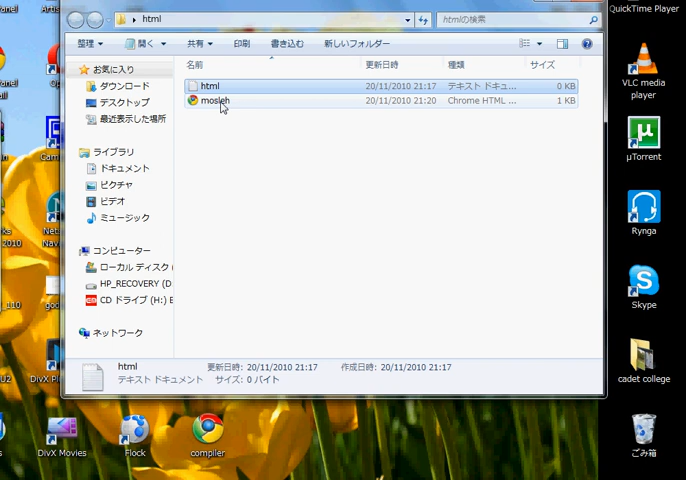 html
htmlの検索
整理
開く
共有
印刷
書き込む
新しいフォルダー
名前
更新日時
種類
サイズ
お気に入り
ダウンロード
デスクトップ
最近表示した場所
ライブラリ
ドキュメント
ピクチャ
ビデオ
ミュージック
コンピューター
ローカル ディスク (
HP_RECOVERY (D
CD ドライブ (H:) E
ネットワーク
html 20/11/2010 21:17 テキスト ドキュ... 0 KB
mosleh 20/11/2010 21:20 Chrome HTML ... 1 KB
html 更新日時: 20/11/2010 21:17 作成日時: 20/11/2010 21:17
テキスト ドキュメント サイズ: 0 バイト
QuickTime Player
VLC media
player
µTorrent
Rynga
Skype
cadet college
ごみ箱
DivX Movies
Flock
compiler